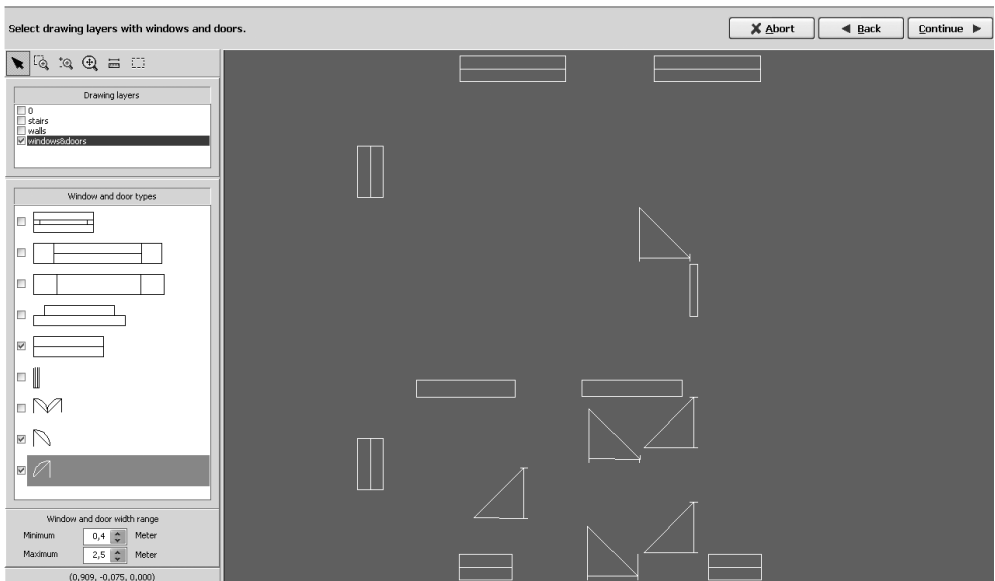 Select drawing layers with windows and doors.
Abort
Back
Continue
Drawing layers
0
stairs
walls
windows&doors
Window and door types
Window and door width range
Minimum 0,4 Meter
Maximum 2,5 Meter
(0,909, -0,075, 0,000)